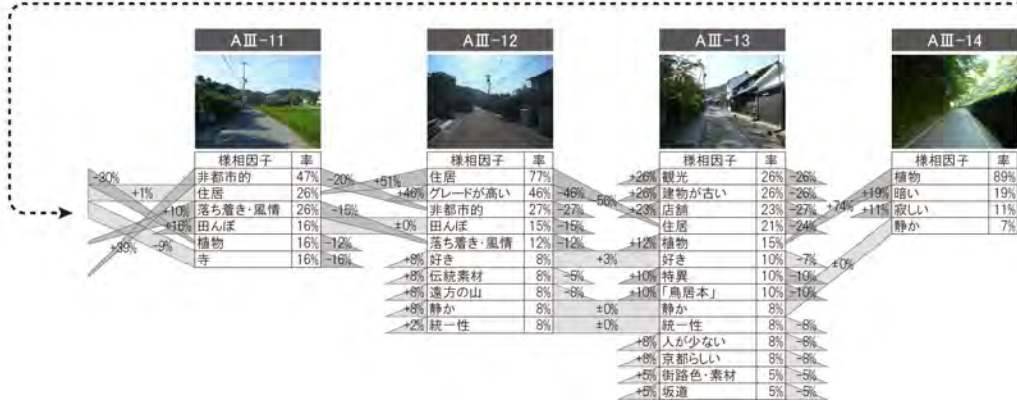 AⅢ-11
AⅢ-12
AⅢ-13
AⅢ-14
様相因子 率
非都市的 47%
住居 26%
落ち着き・風情 26%
田んぼ 16%
植物 16%
寺 16%
-30%
+1%
+10%
+16%
-9%
+39%
-20%
-15%
-12%
-16%
+51%
+46%
±0%
様相因子 率
住居 77%
グレードが高い 46%
非都市的 27%
田んぼ 15%
落ち着き・風情 12%
+8% 好き 8%
+8% 伝統素材 8%
+8% 遠方の山 8%
+8% 静か 8%
+2% 統一性 8%
-46%
-27%
-15%
-12%
-5%
-8%
-56%
+3%
±0%
±0%
様相因子 率
+26% 観光 26% -26%
+26% 建物が古い 26% -26%
+23% 店舗 23% -27%
住居 21% -24%
+12% 植物 15%
好き 10% -7%
+10% 特異 10% -10%
+10% 「鳥居本」 10% -10%
静か 8%
統一性 8% -8%
+8% 人が少ない 8% -8%
+8% 京都らしい 8% -8%
+5% 街路色・素材 5% -5%
+5% 坂道 5% -5%
+74%
+19%
+11%
±0%
様相因子 率
植物 89%
暗い 19%
寂しい 11%
静か 7%